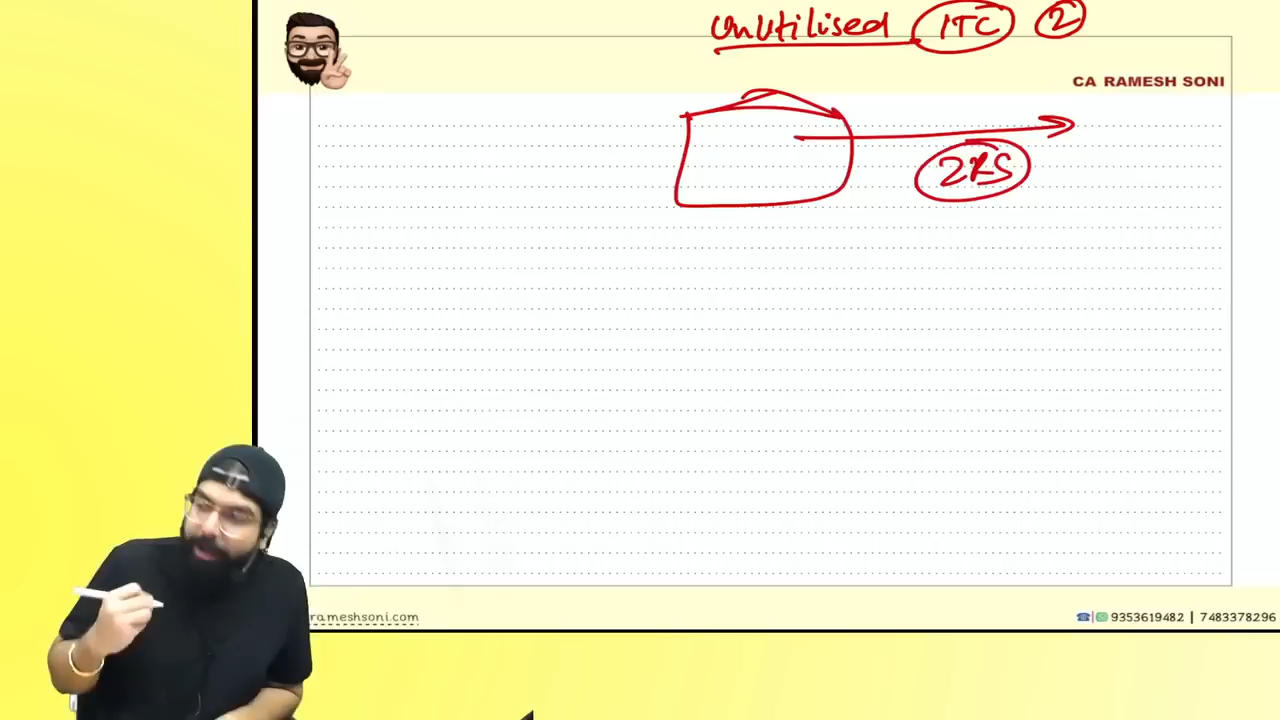 Unutilised ITC 2
CA RAMESH SONI
2RS
rameshsoni.com
9353619482 | 7483378296